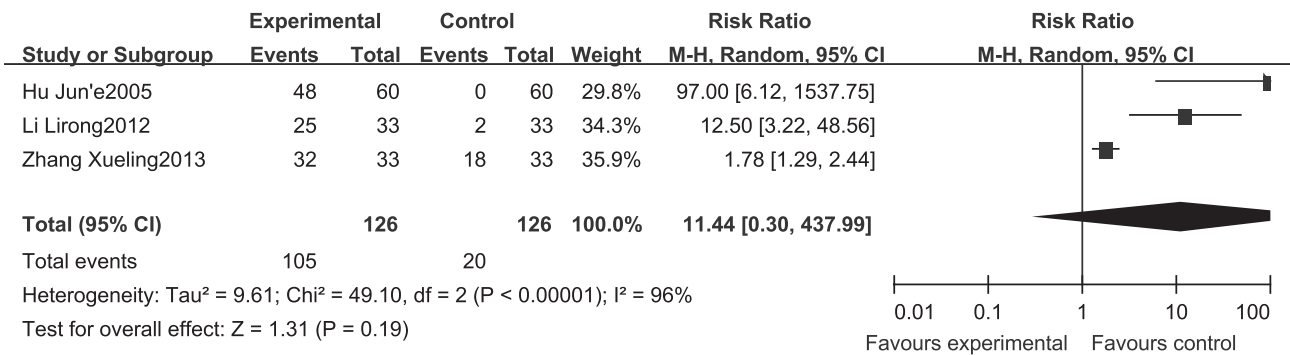 Experimental Control Risk Ratio Risk Ratio
Study or Subgroup Events Total Events Total Weight M-H, Random, 95% CI M-H, Random, 95% CI
Hu Jun'e2005 48 60 0 60 29.8% 97.00 [6.12, 1537.75]
Li Lirong2012 25 33 2 33 34.3% 12.50 [3.22, 48.56]
Zhang Xueling2013 32 33 18 33 35.9% 1.78 [1.29, 2.44]
Total (95% CI) 126 126 100.0% 11.44 [0.30, 437.99]
Total events 105 20
Heterogeneity: Tau² = 9.61; Chi² = 49.10, df = 2 (P < 0.00001); I² = 96%
Test for overall effect: Z = 1.31 (P = 0.19)
0.01 0.1 1 10 100
Favours experimental Favours control